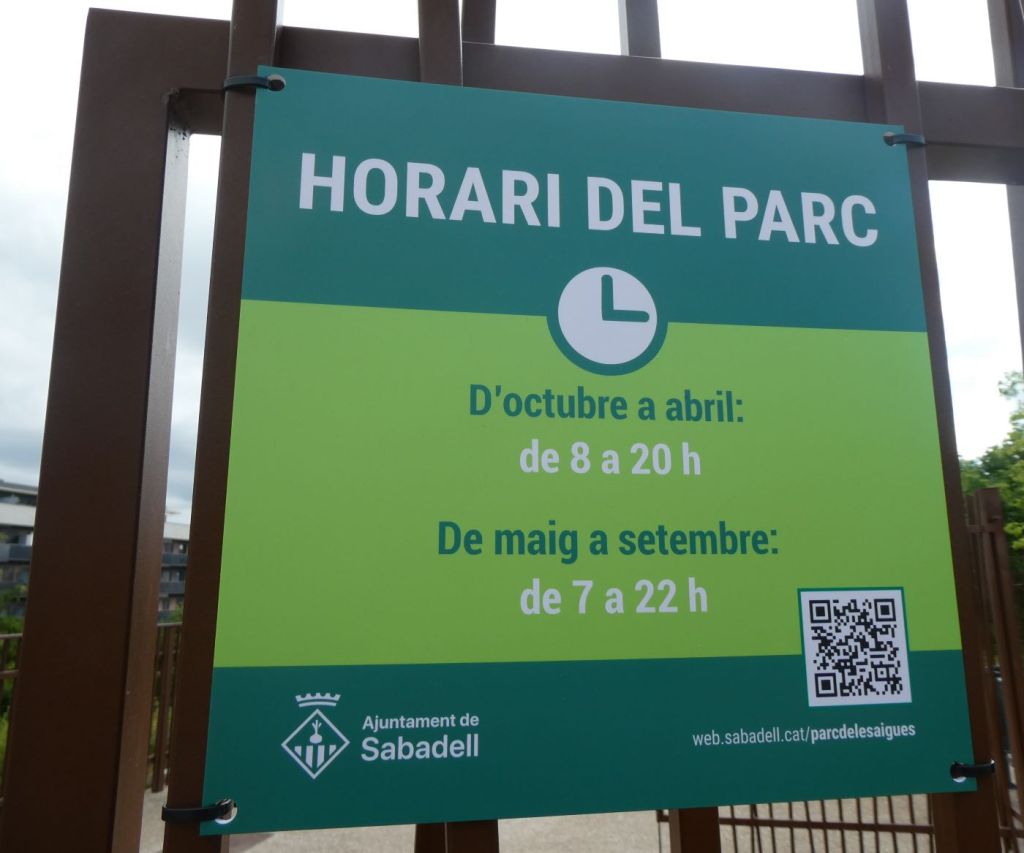 HORARI DEL PARC
D'octubre a abril:
de 8 a 20 h
De maig a setembre:
de 7 a 22 h
Ajuntament de
Sabadell
web.sabadell.cat/parcdelesaigues